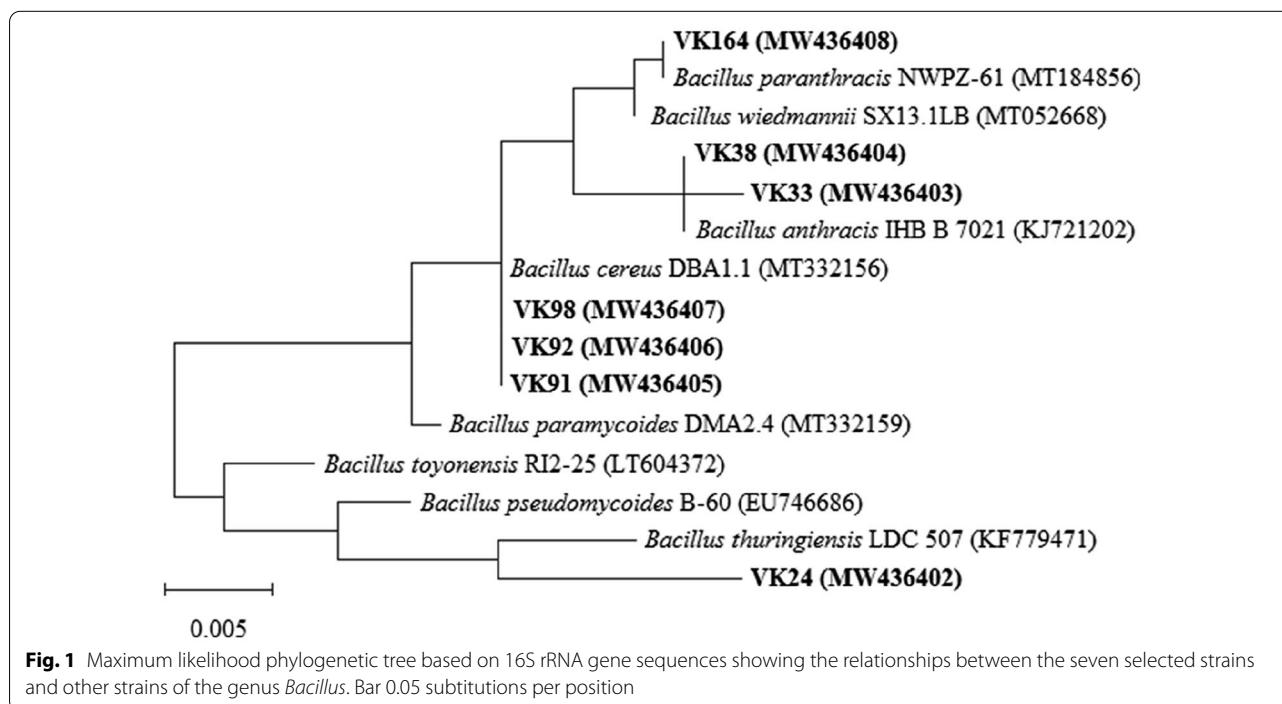 VK164 (MW436408)
Bacillus paranthracis NWPZ-61 (MT184856)
Bacillus wiedmannii SX13.1LB (MT052668)
VK38 (MW436404)
VK33 (MW436403)
Bacillus anthracis IHB B 7021 (KJ721202)
Bacillus cereus DBA1.1 (MT332156)
VK98 (MW436407)
VK92 (MW436406)
VK91 (MW436405)
Bacillus paramycoides DMA2.4 (MT332159)
Bacillus toyonensis RI2-25 (LT604372)
Bacillus pseudomycoides B-60 (EU746686)
Bacillus thuringiensis LDC 507 (KF779471)
VK24 (MW436402)
0.005
Fig. 1 Maximum likelihood phylogenetic tree based on 16S rRNA gene sequences showing the relationships between the seven selected strains
and other strains of the genus Bacillus. Bar 0.05 subtitutions per position